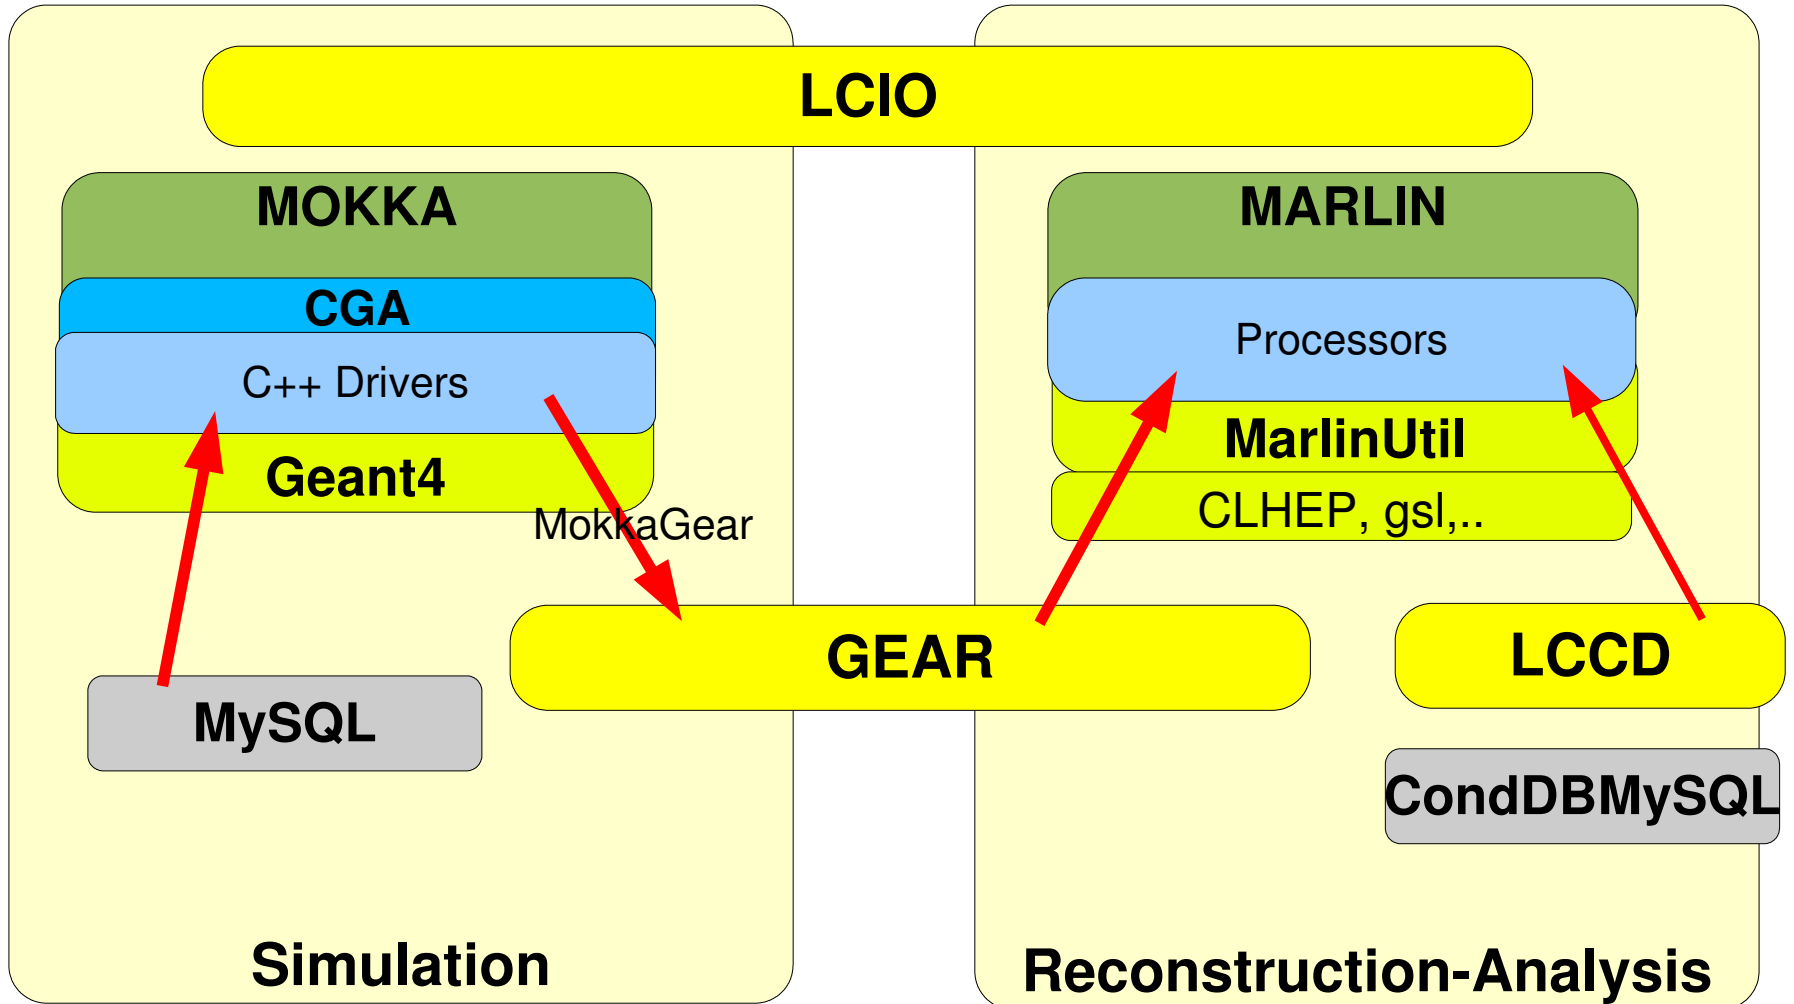 LCIO
MOKKA
CGA
C++ Drivers
Geant4
MokkaGear
MARLIN
Processors
MarlinUtil
CLHEP, gsl,..
GEAR
LCCD
MySQL
CondDBMySQL
Simulation
Reconstruction-Analysis